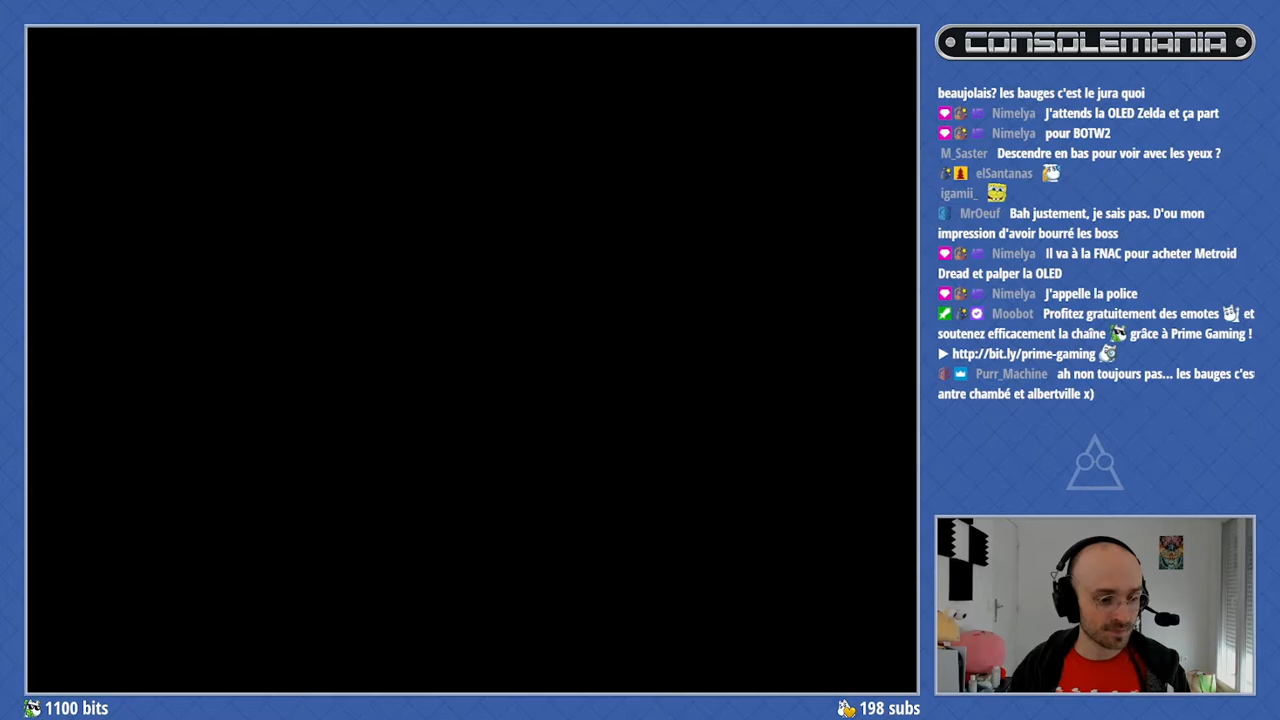 CONSOLEMANIA
beaujolais? les bauges c'est le jura quoi
Nimelya J'attends la OLED Zelda et ça part
Nimelya pour BOTW2
M_Saster Descendre en bas pour voir avec les yeux ?
elSantanas
igamii_
MrOeuf Bah justement, je sais pas. D'ou mon
impression d'avoir bourré les boss
Nimelya Il va à la FNAC pour acheter Metroid
Dread et palper la OLED
Nimelya J'appelle la police
Moobot Profitez gratuitement des emotes et
soutenez efficacement la chaîne grâce à Prime Gaming !
▶ http://bit.ly/prime-gaming
Purr_Machine ah non toujours pas... les bauges c'es
antre chambé et albertville x)
1100 bits
198 subs